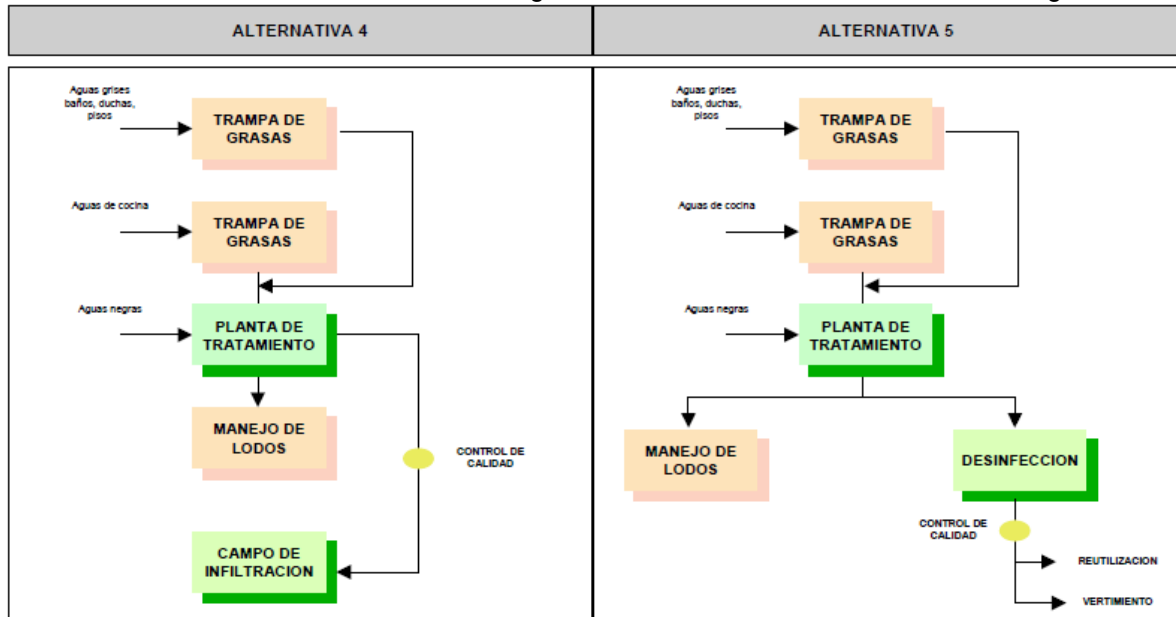 ALTERNATIVA 4
Aguas grises
baños, duchas,
pisos
TRAMPA DE
GRASAS
Aguas de cocina
TRAMPA DE
GRASAS
Aguas negras
PLANTA DE
TRATAMIENTO
MANEJO DE
LODOS
CONTROL DE
CALIDAD
CAMPO DE
INFILTRACION
ALTERNATIVA 5
Aguas grises
baños, duchas,
pisos
TRAMPA DE
GRASAS
Aguas de cocina
TRAMPA DE
GRASAS
Aguas negras
PLANTA DE
TRATAMIENTO
MANEJO DE
LODOS
DESINFECCION
CONTROL DE
CALIDAD
REUTILIZACION
VERTIMIENTO